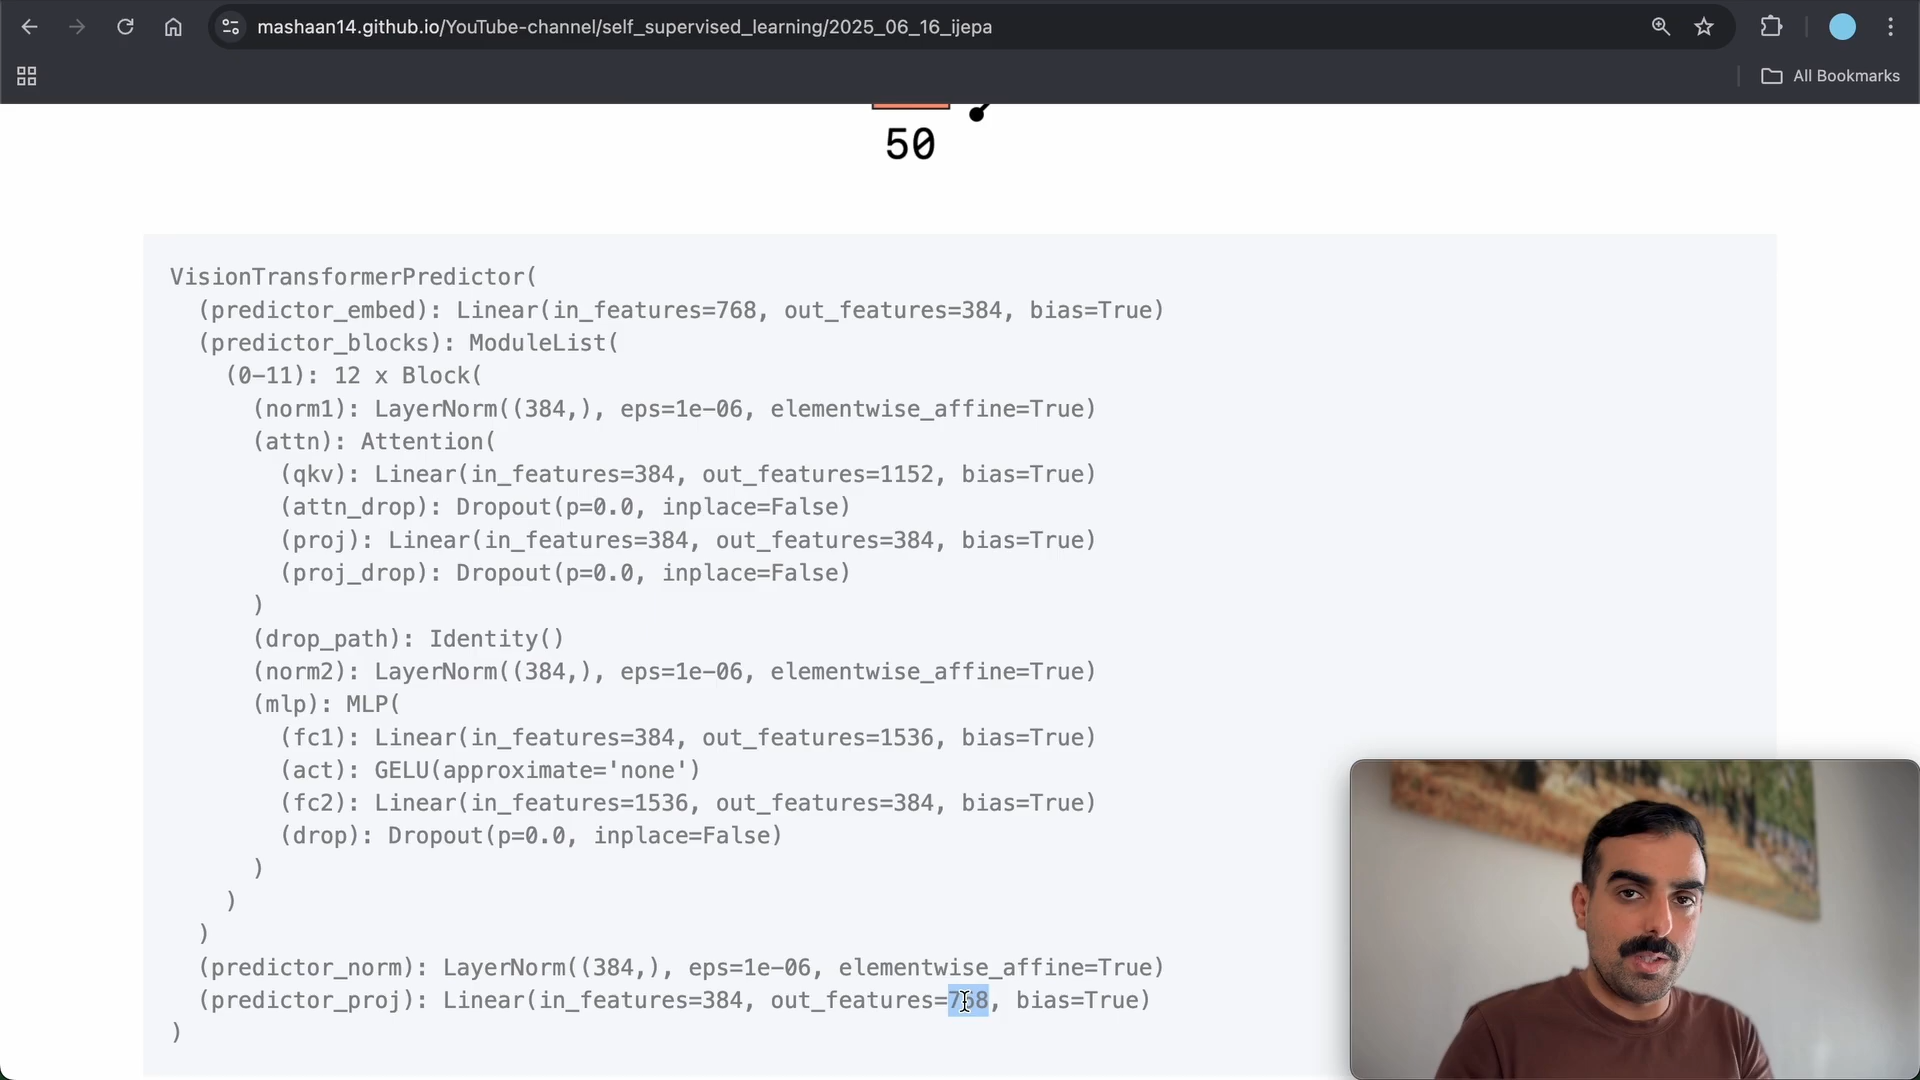 mashaan14.github.io/YouTube-channel/self_supervised_learning/2025_06_16_ijepa
All Bookmarks
50
VisionTransformerPredictor(
(predictor_embed): Linear(in_features=768, out_features=384, bias=True)
(predictor_blocks): ModuleList(
(0-11): 12 x Block(
(norm1): LayerNorm((384,), eps=1e-06, elementwise_affine=True)
(attn): Attention(
(qkv): Linear(in_features=384, out_features=1152, bias=True)
(attn_drop): Dropout(p=0.0, inplace=False)
(proj): Linear(in_features=384, out_features=384, bias=True)
(proj_drop): Dropout(p=0.0, inplace=False)
)
(drop_path): Identity()
(norm2): LayerNorm((384,), eps=1e-06, elementwise_affine=True)
(mlp): MLP(
(fc1): Linear(in_features=384, out_features=1536, bias=True)
(act): GELU(approximate='none')
(fc2): Linear(in_features=1536, out_features=384, bias=True)
(drop): Dropout(p=0.0, inplace=False)
)
)
)
(predictor_norm): LayerNorm((384,), eps=1e-06, elementwise_affine=True)
(predictor_proj): Linear(in_features=384, out_features=768, bias=True)
)